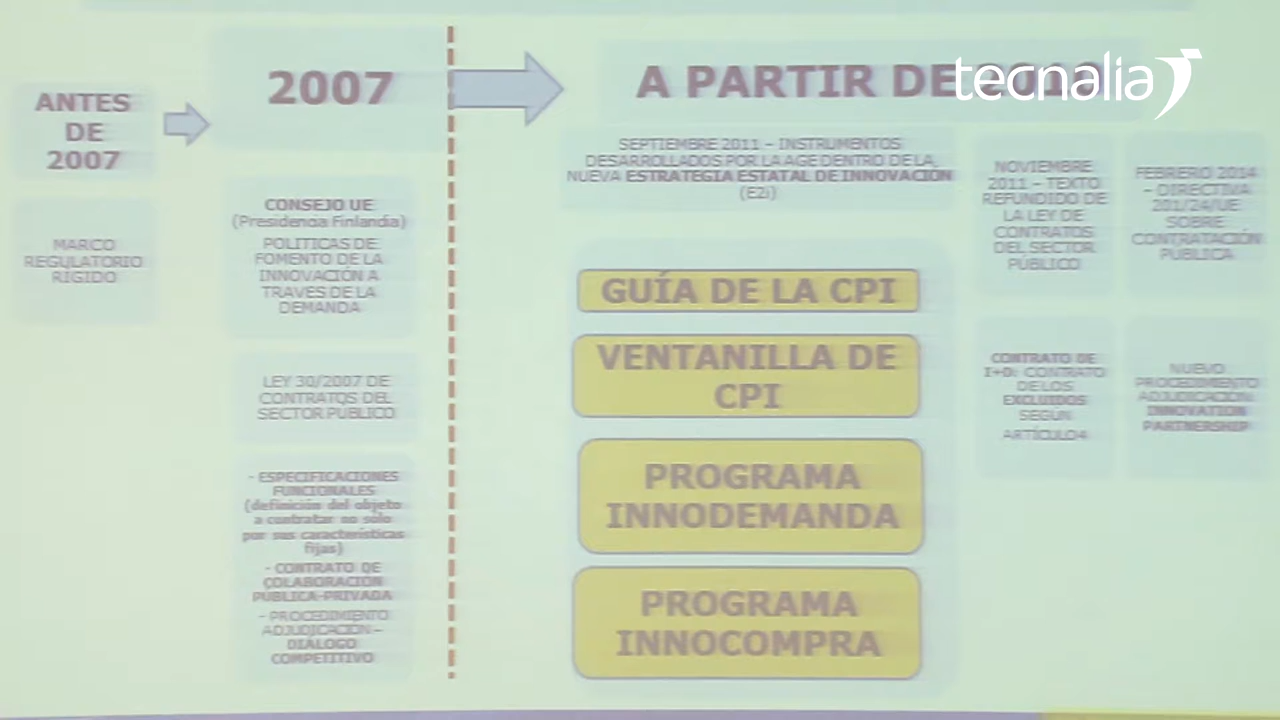 tecnalia
ANTES
DE
2007
MARCO
REGULATORIO
RÍGIDO
2007
CONSEJO UE
(Presidencia Finlandia)
POLITICAS DE
FOMENTO DE LA
INNOVACIÓN A
TRAVES DE LA
DEMANDA
LEY 30/2007 DE
CONTRATOS DEL
SECTOR PÚBLICO
- ESPECIFICACIONES
FUNCIONALES
(definición del objeto
a contratar no sólo
por sus características
fijas)
- CONTRATO DE
COLABORACIÓN
PÚBLICA-PRIVADA
- PROCEDIMIENTO
ADJUDICACIÓN –
DIÁLOGO
COMPETITIVO
A PARTIR DE
SEPTIEMBRE 2011 – INSTRUMENTOS
DESARROLLADOS POR LA AGE DENTRO DE LA
NUEVA ESTRATEGIA ESTATAL DE INNOVACIÓN
(E2i)
GUÍA DE LA CPI
VENTANILLA DE
CPI
PROGRAMA
INNODEMANDA
PROGRAMA
INNOCOMPRA
NOVIEMBRE
2011 – TEXTO
REFUNDIDO DE
LA LEY DE
CONTRATOS
DEL SECTOR
PÚBLICO
CONTRATO DE
I+D: CONTRATO
DE LOS
EXCLUIDOS
SEGÚN
ARTÍCULO4
FEBRERO 2014
– DIRECTIVA
201/24/UE
SOBRE
CONTRATACIÓN
PÚBLICA
NUEVO
PROCEDIMIENTO
ADJUDICACIÓN:
INNOVATION
PARTNERSHIP